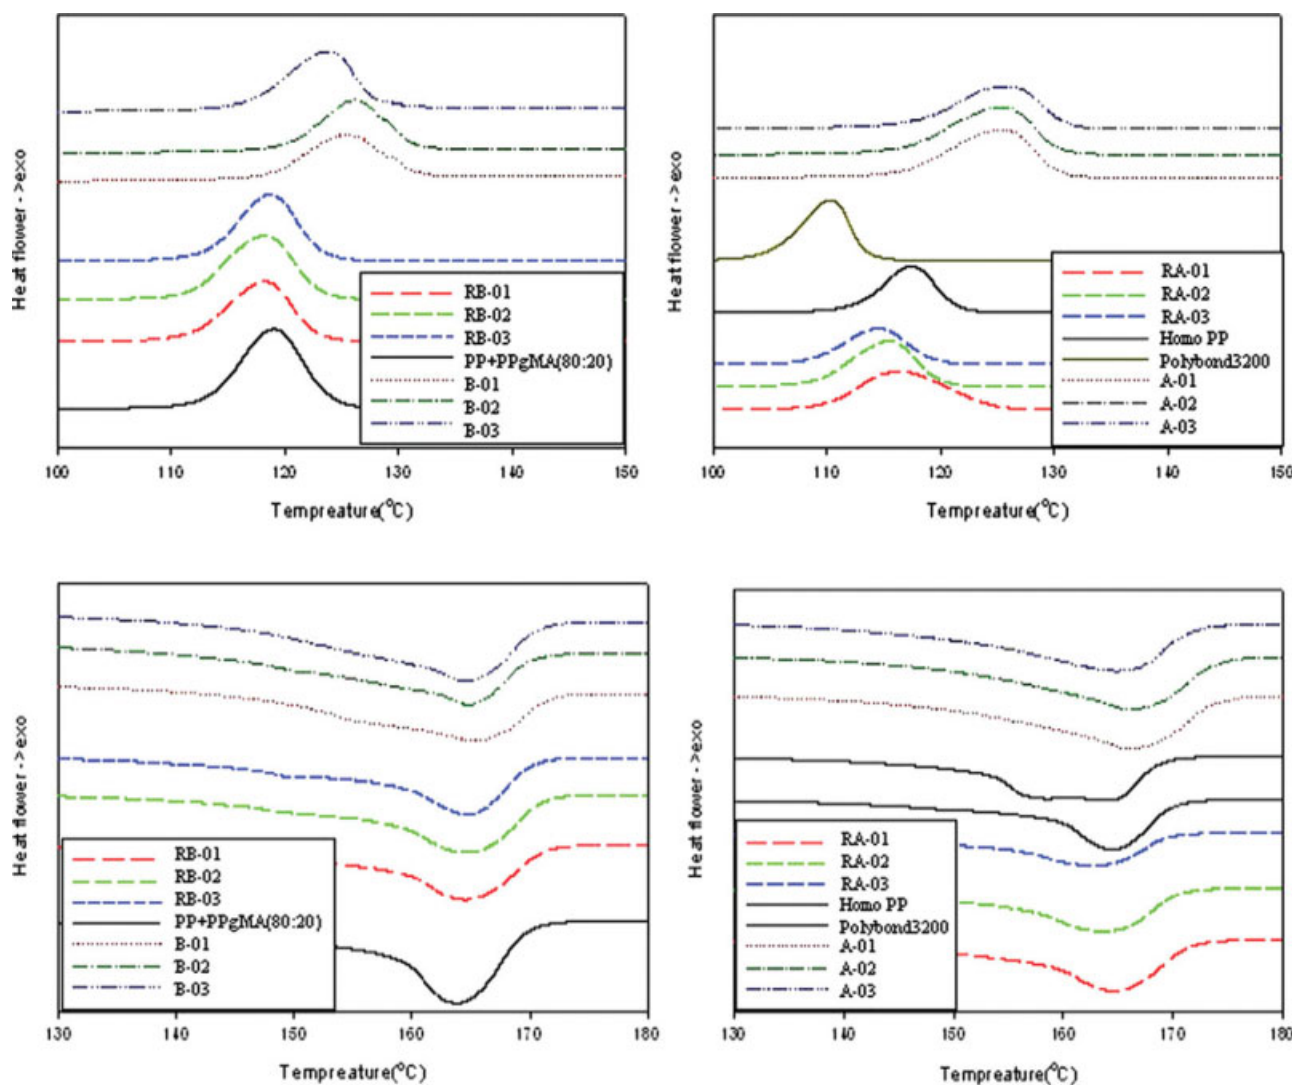 Heat flower - >exo
RB-01
RB-02
RB-03
PP+PPgMA(80:20)
B-01
B-02
B-03
100 110 120 130 140 150
Tempreature(°C)
Heat flower - >exo
RA-01
RA-02
RA-03
Homo PP
Polybond3200
A-01
A-02
A-03
100 110 120 130 140 150
Tempreature(°C)
Heat flower - >exo
RB-01
RB-02
RB-03
PP+PPgMA(80:20)
B-01
B-02
B-03
130 140 150 160 170 180
Tempreature(°C)
Heat flower - >exo
RA-01
RA-02
RA-03
Homo PP
Polybond3200
A-01
A-02
A-03
130 140 150 160 170 180
Tempreature(°C)